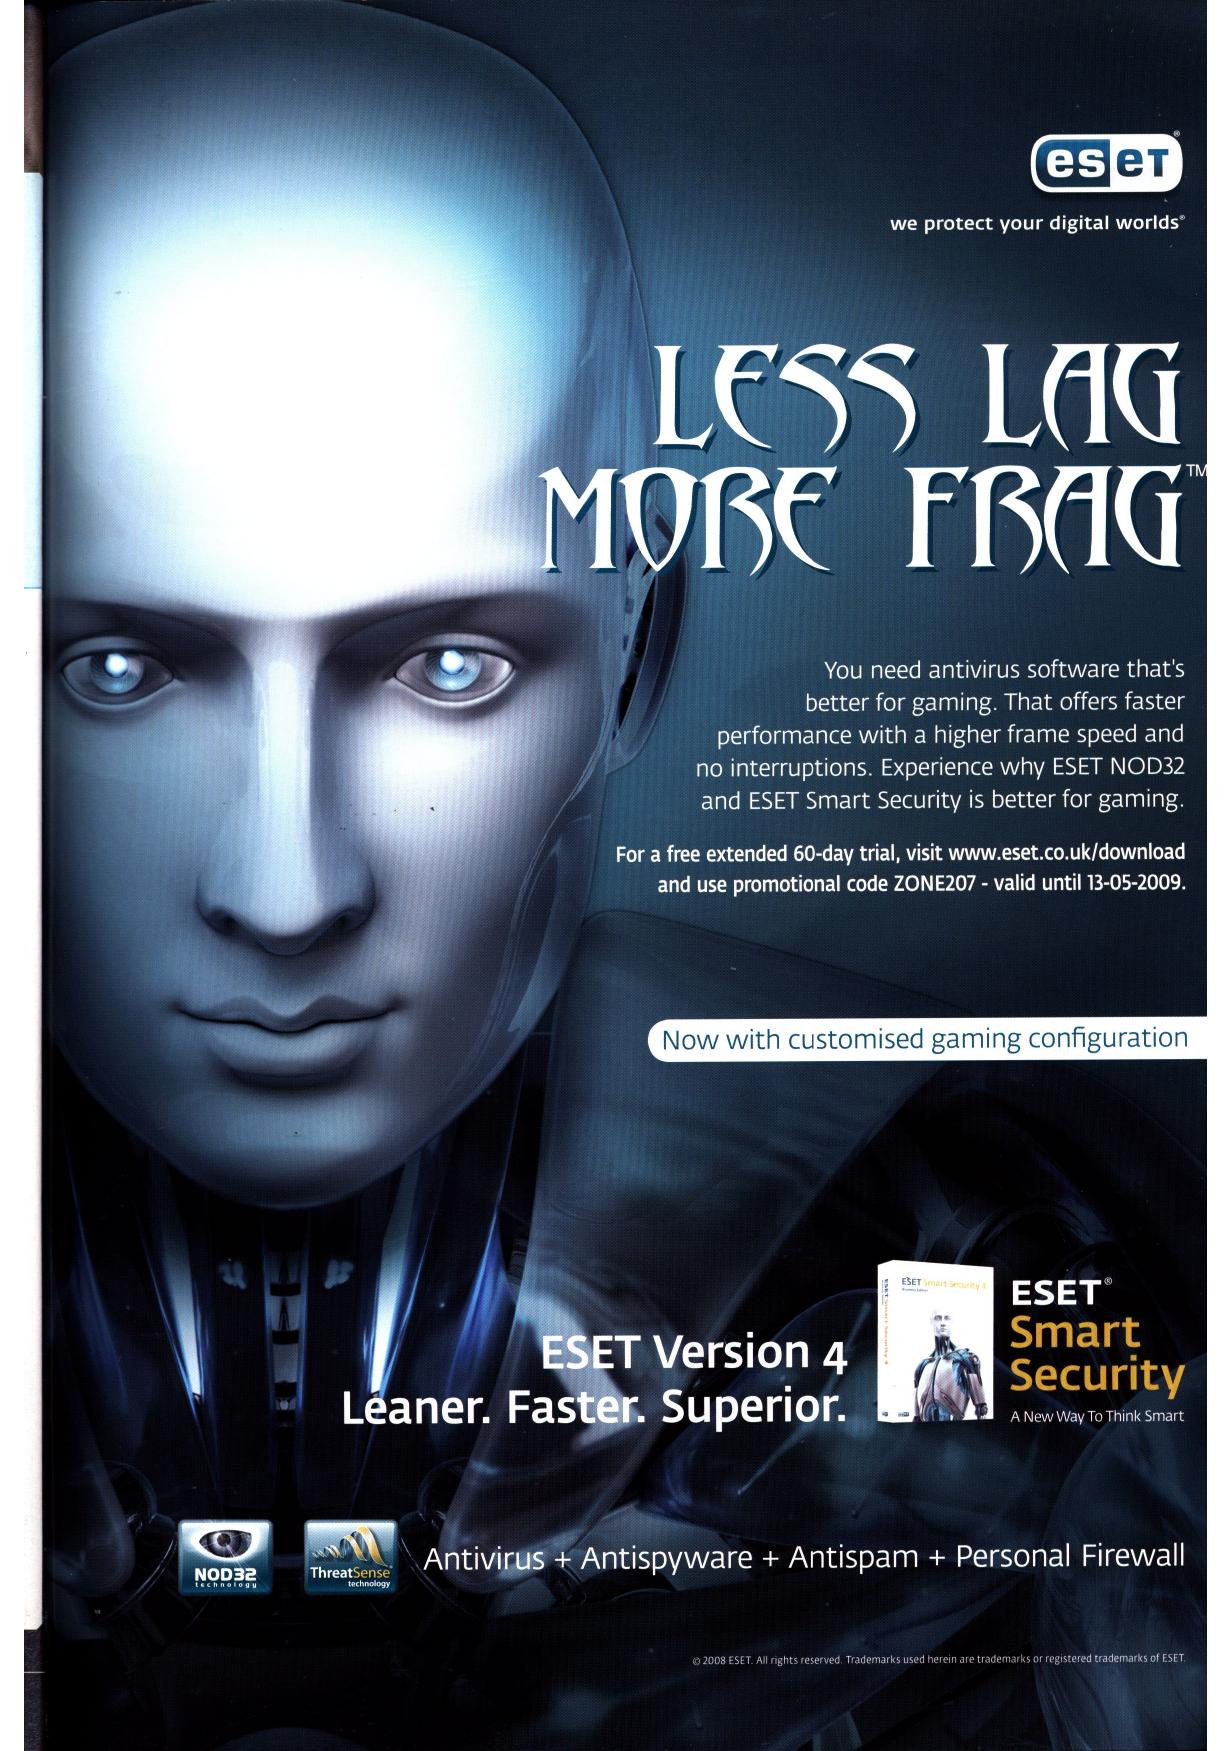 eset®
we protect your digital worlds®
LESS LAG
MORE FRAG™
You need antivirus software that's
better for gaming. That offers faster
performance with a higher frame speed and
no interruptions. Experience why ESET NOD32
and ESET Smart Security is better for gaming.
For a free extended 60-day trial, visit www.eset.co.uk/download
and use promotional code ZONE207 - valid until 13-05-2009.
Now with customised gaming configuration
ESET Smart Security 4
ESET Version 4
Leaner. Faster. Superior.
ESET®
Smart
Security
A New Way To Think Smart
NOD32
technology
ThreatSense
technology
Antivirus + Antispyware + Antispam + Personal Firewall
© 2008 ESET. All rights reserved. Trademarks used herein are trademarks or registered trademarks of ESET.